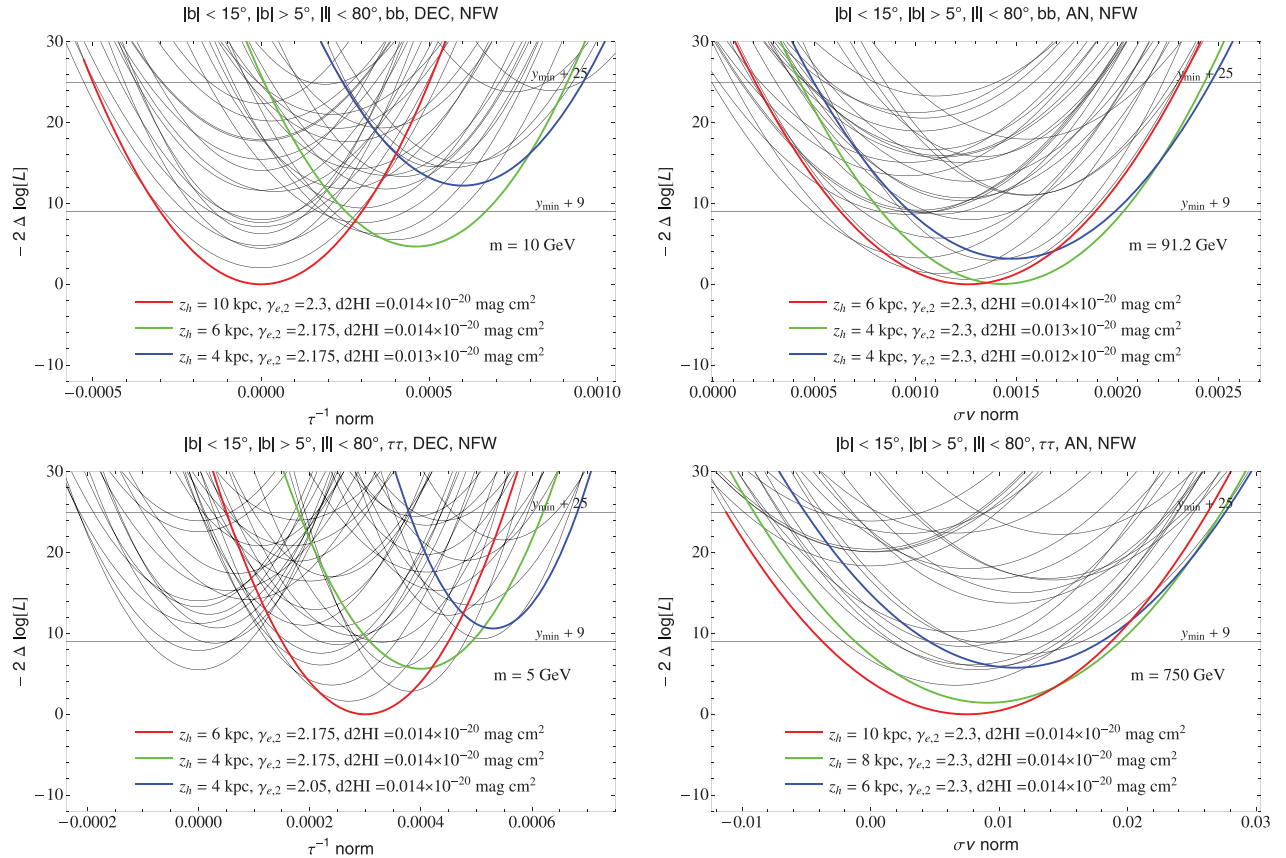 |b| < 15°, |b| > 5°, |l| < 80°, bb, DEC, NFW
− 2 Δ log[L]
30
20
10
0
−10
y_min + 25
y_min + 9
m = 10 GeV
z_h = 10 kpc, γ_e,2 =2.3, d2HI =0.014×10^−20 mag cm^2
z_h = 6 kpc, γ_e,2 =2.175, d2HI =0.014×10^−20 mag cm^2
z_h = 4 kpc, γ_e,2 =2.175, d2HI =0.013×10^−20 mag cm^2
−0.0005 0.0000 0.0005 0.0010
τ^−1 norm
|b| < 15°, |b| > 5°, |l| < 80°, bb, AN, NFW
− 2 Δ log[L]
30
20
10
0
−10
y_min + 25
y_min + 9
m = 91.2 GeV
z_h = 6 kpc, γ_e,2 =2.3, d2HI =0.014×10^−20 mag cm^2
z_h = 4 kpc, γ_e,2 =2.3, d2HI =0.013×10^−20 mag cm^2
z_h = 4 kpc, γ_e,2 =2.3, d2HI =0.012×10^−20 mag cm^2
0.0000 0.0005 0.0010 0.0015 0.0020 0.0025
σv norm
|b| < 15°, |b| > 5°, |l| < 80°, ττ, DEC, NFW
− 2 Δ log[L]
30
20
10
0
−10
y_min + 25
y_min + 9
m = 5 GeV
z_h = 6 kpc, γ_e,2 =2.175, d2HI =0.014×10^−20 mag cm^2
z_h = 4 kpc, γ_e,2 =2.175, d2HI =0.014×10^−20 mag cm^2
z_h = 4 kpc, γ_e,2 =2.05, d2HI =0.014×10^−20 mag cm^2
−0.0002 0.0000 0.0002 0.0004 0.0006
τ^−1 norm
|b| < 15°, |b| > 5°, |l| < 80°, ττ, AN, NFW
− 2 Δ log[L]
30
20
10
0
−10
y_min + 25
y_min + 9
m = 750 GeV
z_h = 10 kpc, γ_e,2 =2.3, d2HI =0.014×10^−20 mag cm^2
z_h = 8 kpc, γ_e,2 =2.3, d2HI =0.014×10^−20 mag cm^2
z_h = 6 kpc, γ_e,2 =2.3, d2HI =0.014×10^−20 mag cm^2
−0.01 0.00 0.01 0.02 0.03
σv norm